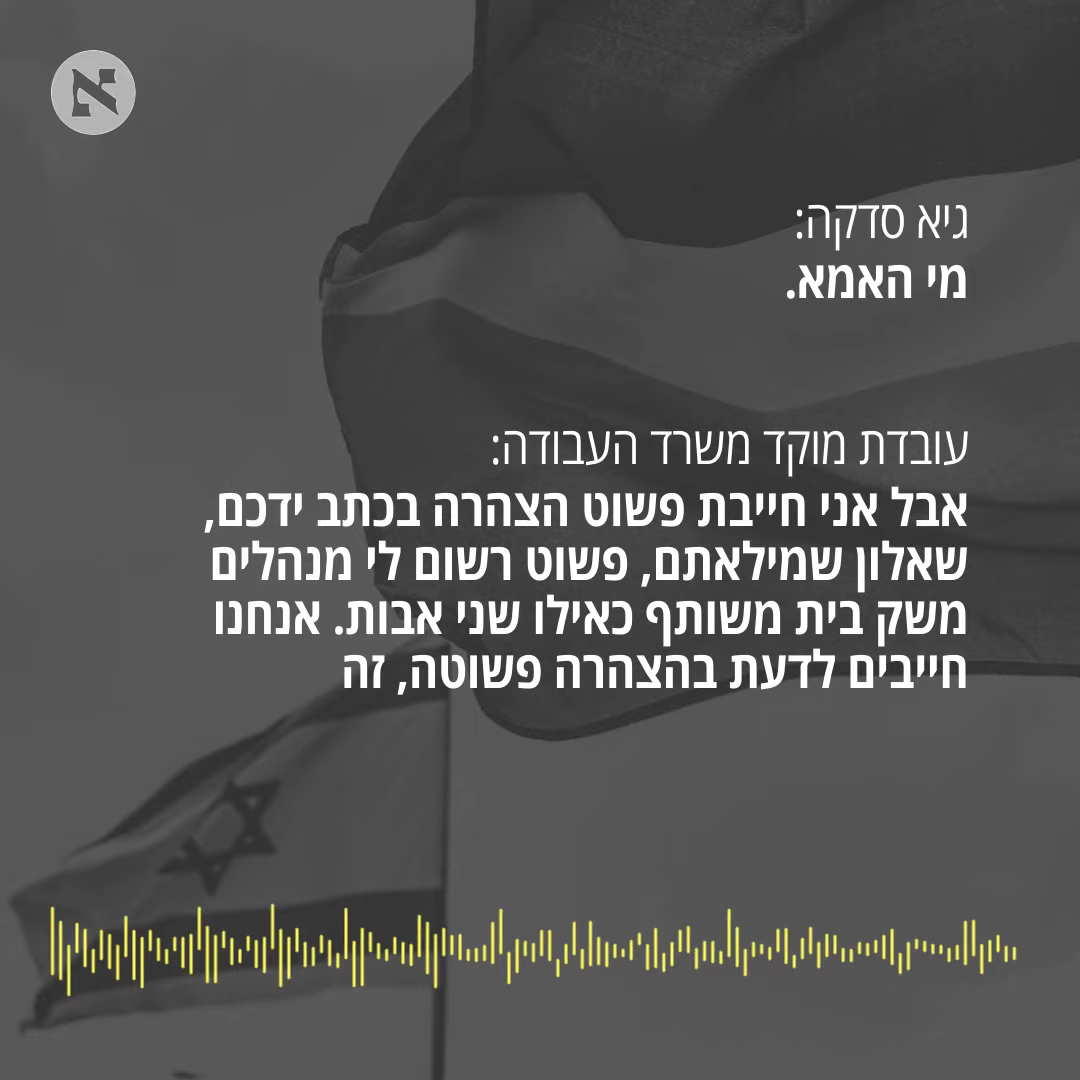 א
גיא סדקה:
מי האמא.
עובדת מוקד משרד העבודה:
אבל אני חייבת פשוט הצהרה בכתב ידכם,
שאלון שמילאתם, פשוט רשום לי מנהלים
משק בית משותף כאילו שני אבות. אנחנו
חייבים לדעת בהצהרה פשוטה, זה